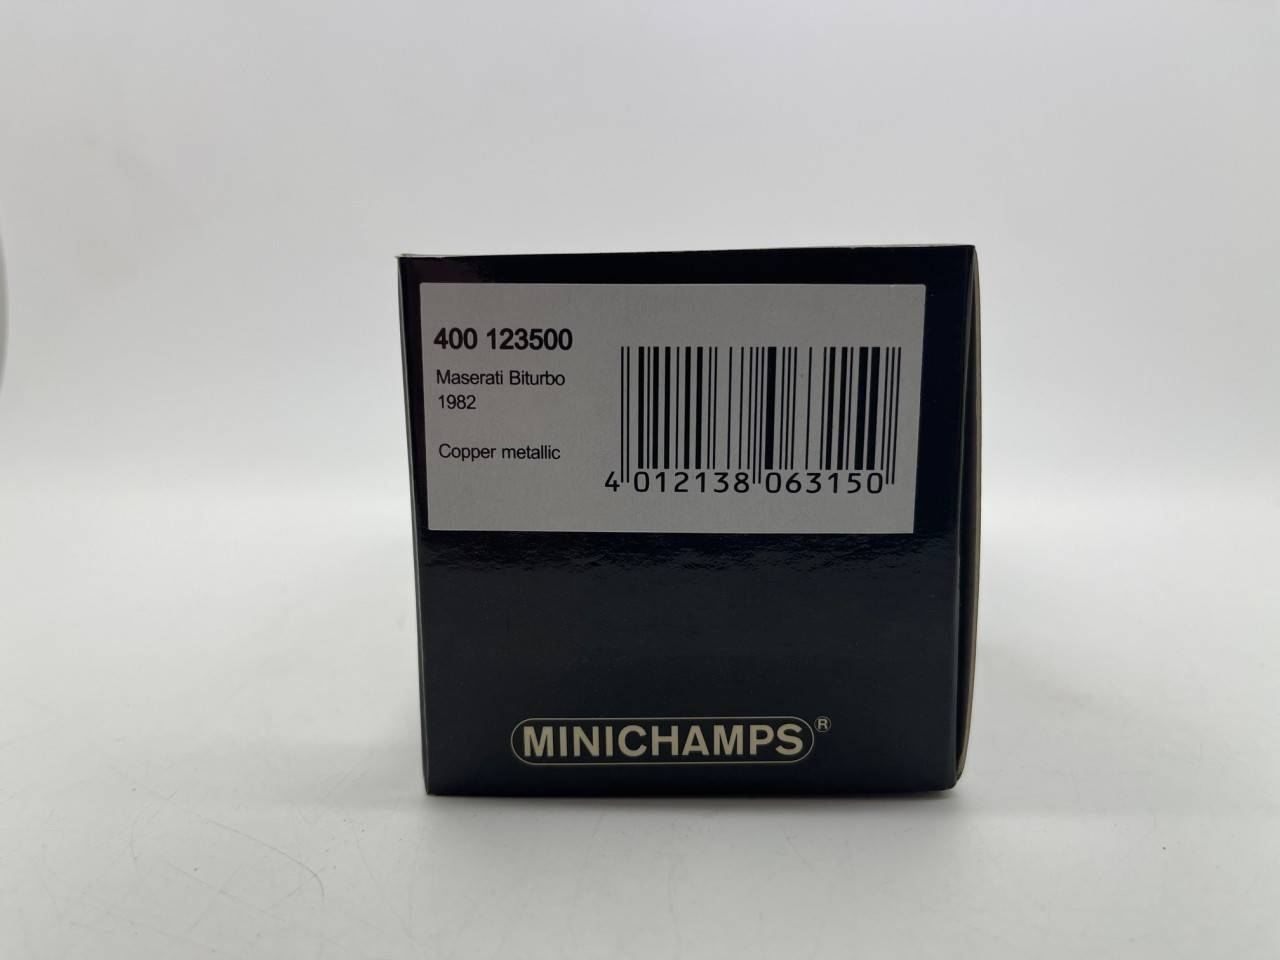 400 123500
Maserati Biturbo
1982
Copper metallic
4 012138 063150
MINICHAMPS®